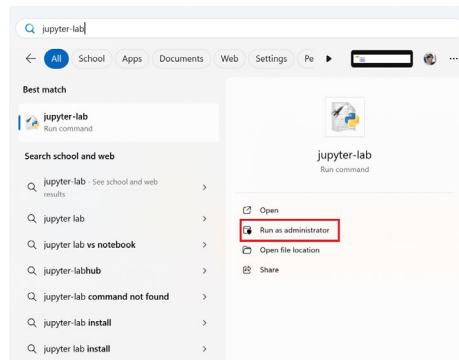 jupyter-lab
All School Apps Documents Web Settings Pe
Best match
jupyter-lab
Run command
Search school and web
jupyter-lab - See school and web
results
jupyter lab
jupyter lab vs notebook
jupyter-labhub
jupyter-lab command not found
jupyter-lab install
jupyter lab install
jupyter-lab
Run command
Open
Run as administrator
Open file location
Share